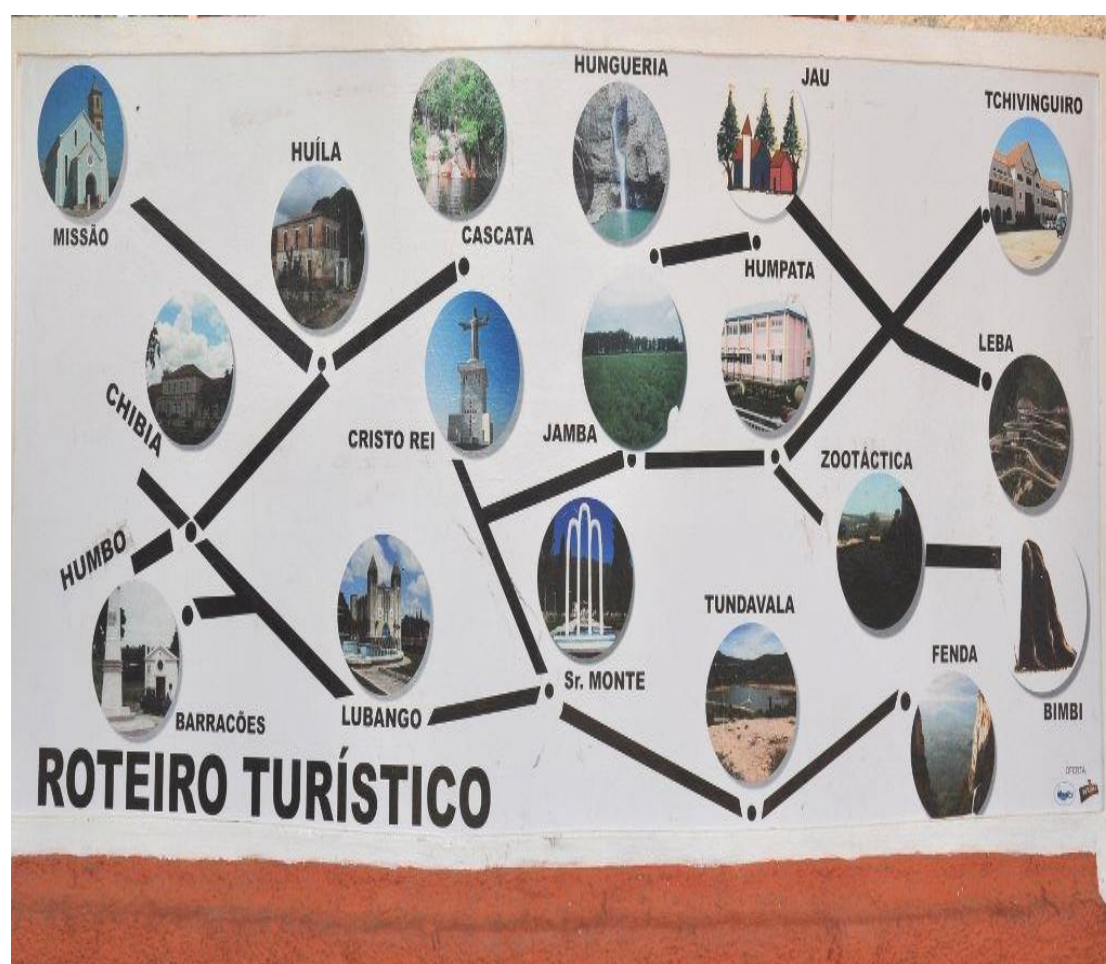 HUNGUERIA
JAU
TCHIVINGUIRO
HUÍLA
MISSÃO
CASCATA
HUMPATA
LEBA
CHIBIA
CRISTO REI
JAMBA
ZOOTÁCTICA
HUMBO
TUNDAVALA
FENDA
Sr. MONTE
BARRACÕES
LUBANGO
BIMBI
ROTEIRO TURÍSTICO
OFERTA